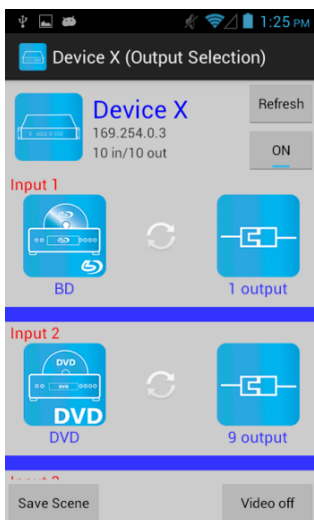 1:25 PM
Device X (Output Selection)
Device X
169.254.0.3
10 in/10 out
Refresh
ON
Input 1
BD
1 output
Input 2
DVD
DVD
DVD
9 output
Save Scene
Video off